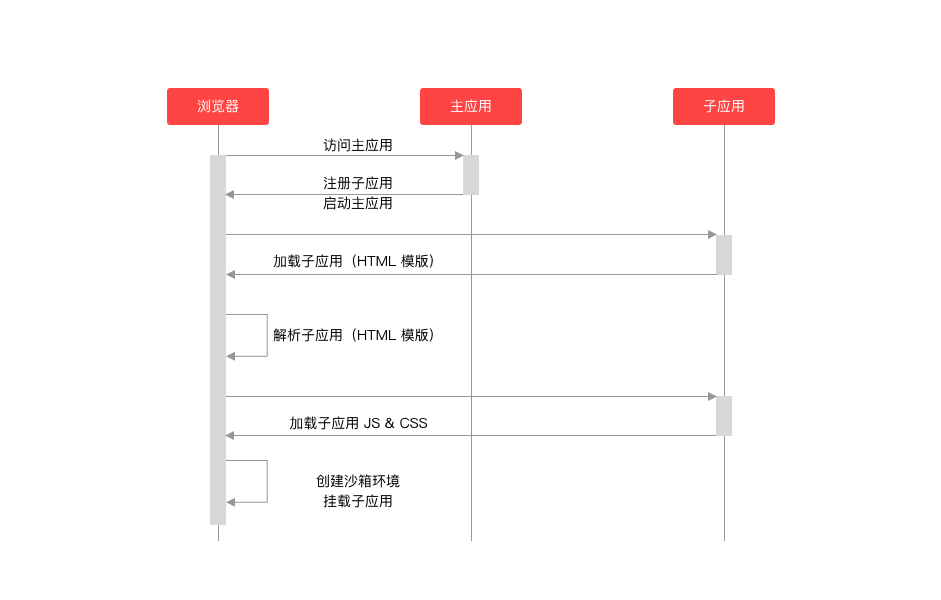 浏览器
主应用
子应用
访问主应用
注册子应用
启动主应用
加载子应用（HTML 模版）
解析子应用（HTML 模版）
加载子应用 JS & CSS
创建沙箱环境
挂载子应用